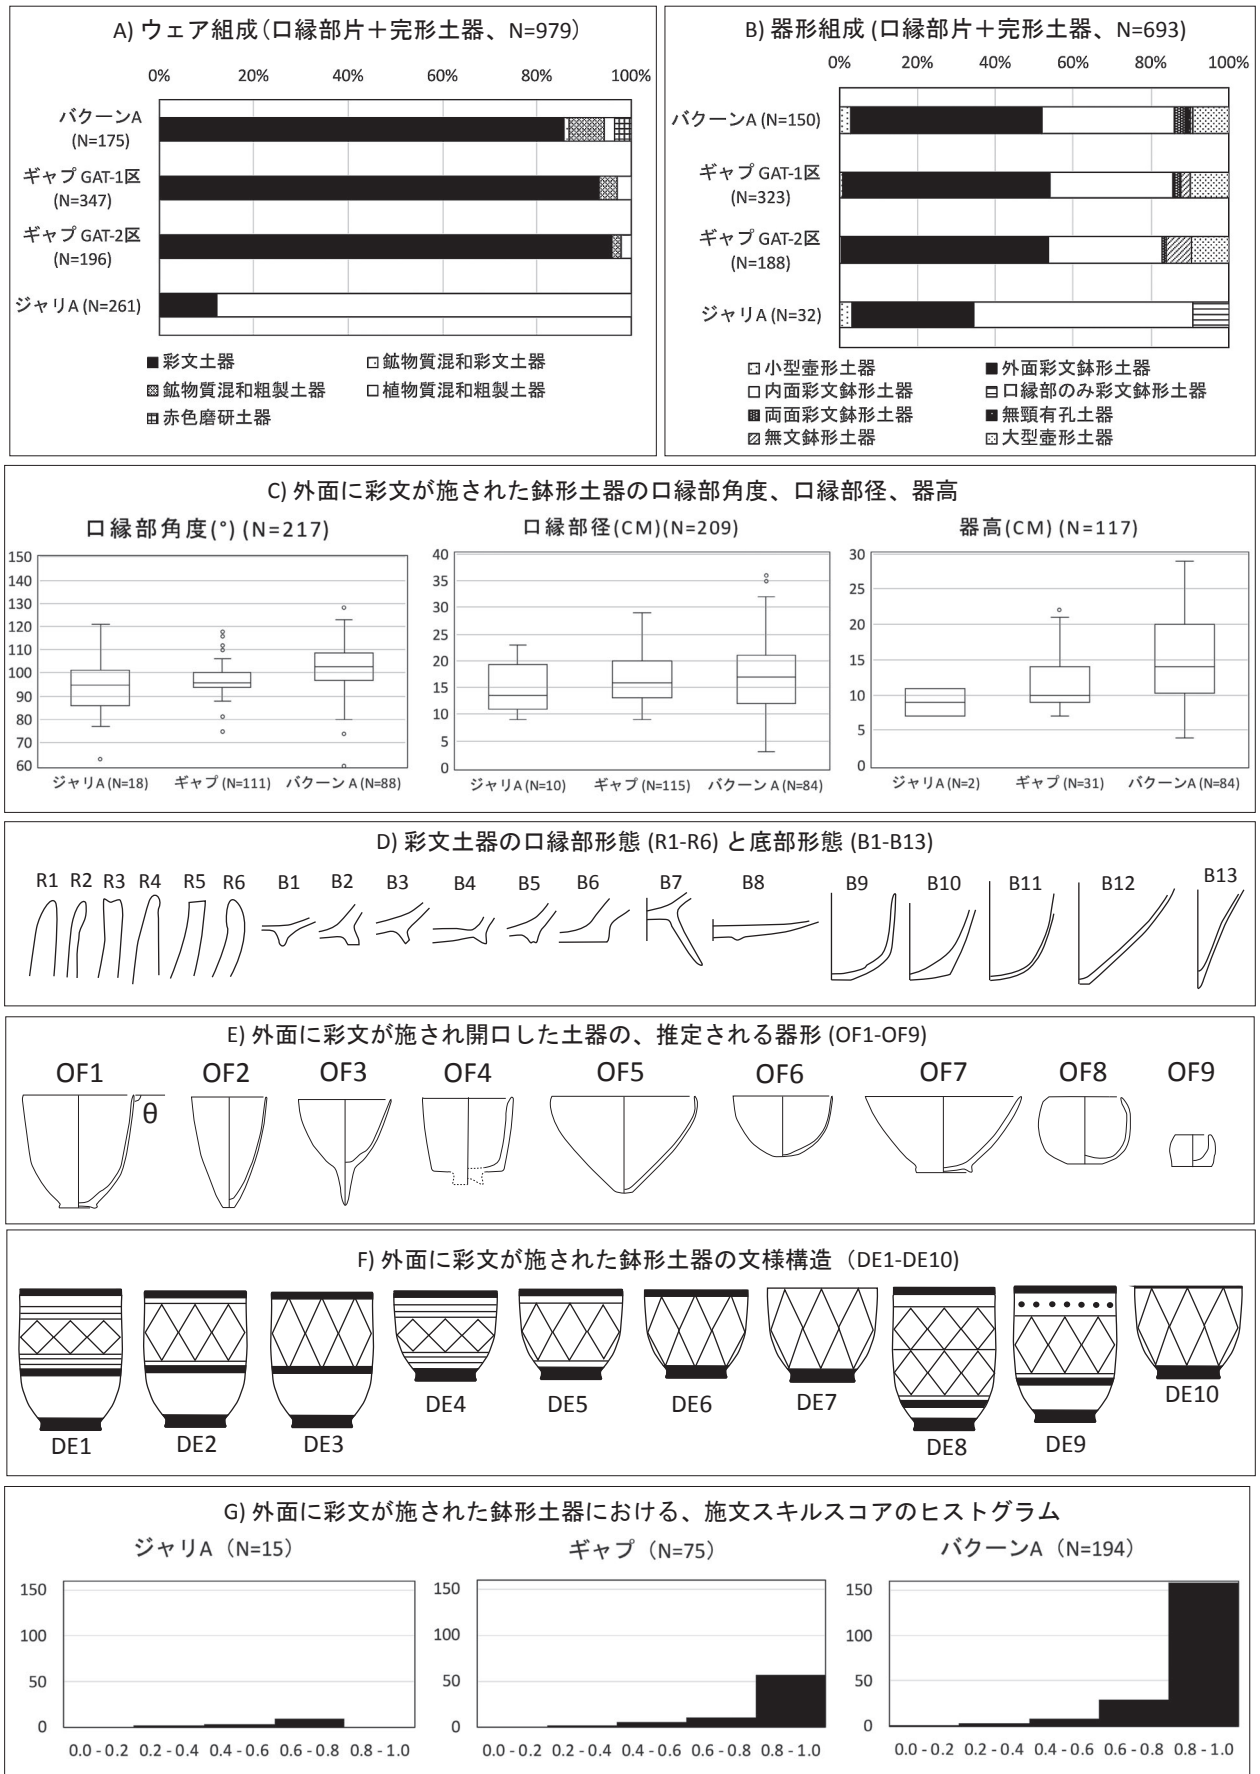 A) ウェア組成（口縁部片＋完形土器、N=979）
0% 20% 40% 60% 80% 100%
バクーンA
(N=175)
ギャプ GAT-1区
(N=347)
ギャプ GAT-2区
(N=196)
ジャリA (N=261)
■彩文土器 □鉱物質混和彩文土器
鉱物質混和粗製土器 □植物質混和粗製土器
赤色磨研土器
B) 器形組成 (口縁部片＋完形土器、N=693)
0% 20% 40% 60% 80% 100%
バクーンA (N=150)
ギャプ GAT-1区
(N=323)
ギャプ GAT-2区
(N=188)
ジャリA (N=32)
小型壷形土器 ■外面彩文鉢形土器
□内面彩文鉢形土器 口縁部のみ彩文鉢形土器
両面彩文鉢形土器 無頸有孔土器
無文鉢形土器 大型壷形土器
C) 外面に彩文が施された鉢形土器の口縁部角度、口縁部径、器高
口縁部角度(°) (N=217)
150
140
130
120
110
100
90
80
70
60
ジャリA (N=18) ギャプ (N=111) バクーン A (N=88)
口縁部径(CM)(N=209)
40
35
30
25
20
15
10
5
0
ジャリA (N=10) ギャプ (N=115) バクーン A (N=84)
器高(CM) (N=117)
30
25
20
15
10
5
0
ジャリA (N=2) ギャプ (N=31) バクーンA (N=84)
D) 彩文土器の口縁部形態 (R1-R6) と底部形態 (B1-B13)
R1 R2 R3 R4 R5 R6 B1 B2 B3 B4 B5 B6 B7 B8 B9 B10 B11 B12 B13
E) 外面に彩文が施され開口した土器の、推定される器形 (OF1-OF9)
OF1 OF2 OF3 OF4 OF5 OF6 OF7 OF8 OF9
θ
F) 外面に彩文が施された鉢形土器の文様構造 （DE1-DE10)
DE1 DE2 DE3 DE4 DE5 DE6 DE7 DE8 DE9 DE10
G) 外面に彩文が施された鉢形土器における、施文スキルスコアのヒストグラム
ジャリA（N=15）
150
100
50
0
0.0 - 0.2 0.2 - 0.4 0.4 - 0.6 0.6 - 0.8 0.8 - 1.0
ギャプ（N=75）
150
100
50
0
0.0 - 0.2 0.2 - 0.4 0.4 - 0.6 0.6 - 0.8 0.8 - 1.0
バクーンA（N=194）
150
100
50
0
0.0 - 0.2 0.2 - 0.4 0.4 - 0.6 0.6 - 0.8 0.8 - 1.0